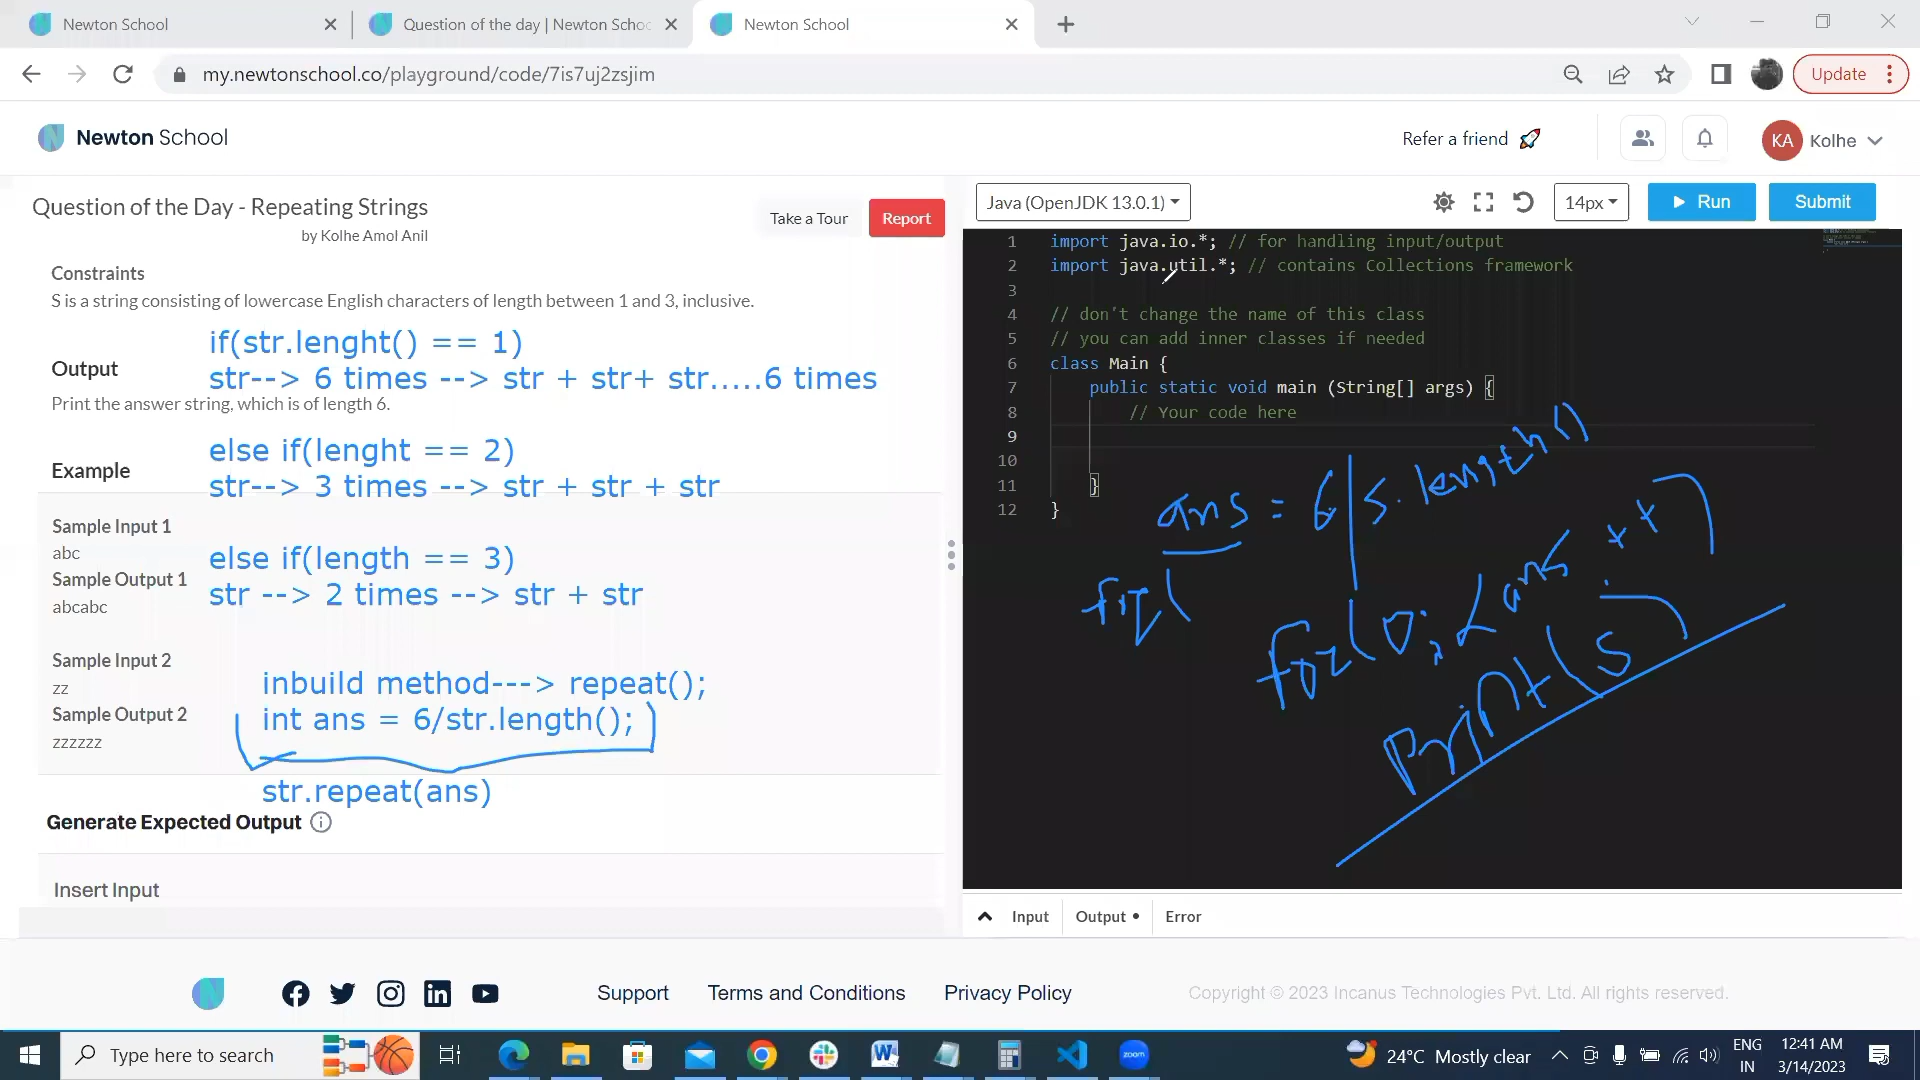 Newton School
Question of the day | Newton Schoo
Newton School
my.newtonschool.co/playground/code/7is7uj2zsjim
Update
Newton School
Refer a friend
KA
Kolhe
Question of the Day - Repeating Strings
by Kolhe Amol Anil
Take a Tour
Report
Constraints
S is a string consisting of lowercase English characters of length between 1 and 3, inclusive.
if(str.lenght() == 1)
Output
str--> 6 times --> str + str+ str.....6 times
Print the answer string, which is of length 6.
else if(lenght == 2)
Example
str--> 3 times --> str + str + str
Sample Input 1
abc
else if(length == 3)
Sample Output 1
str --> 2 times --> str + str
abcabc
Sample Input 2
inbuild method---> repeat();
zz
Sample Output 2
int ans = 6/str.length();
zzzzzz
str.repeat(ans)
Generate Expected Output
Insert Input
Java (OpenJDK 13.0.1)
14px
Run
Submit
1 import java.io.*; // for handling input/output
2 import java.util.*; // contains Collections framework
3
4 // don't change the name of this class
5 // you can add inner classes if needed
6 class Main {
7 public static void main (String[] args) {
8 // Your code here
9
10
11 }
12 }
ans = 6/s.length()
for(
for(0; <ans ++)
Print(s)
Input
Output
Error
Support
Terms and Conditions
Privacy Policy
Copyright © 2023 Incanus Technologies Pvt. Ltd. All rights reserved.
Type here to search
zoom
24°C Mostly clear
ENG
IN
12:41 AM
3/14/2023